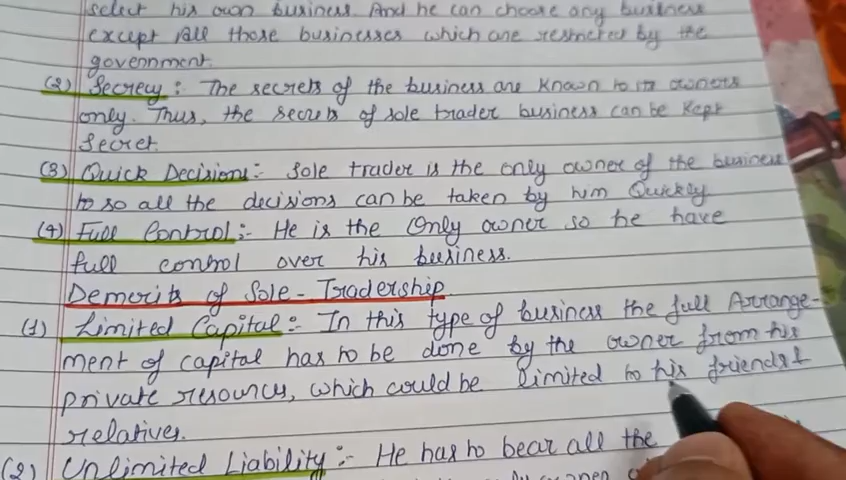 select his own business. And he can choose any business
except all those businesses which are restricted by the
government.
(2) Secrecy : The secrets of the business are known to its owners
only. Thus, the secrets of sole trader business can be kept
secret.
(3) Quick Decisions:- Sole trader is the only owner of the business
to so all the decisions can be taken by him Quickly
(4) Full Control:- He is the Only owner so he have
full control over his business.
Demerits of Sole-Tradership
(1) Limited Capital:- In this type of business the full Arrange-
ment of capital has to be done by the owner from his
private resources, which could be limited to his friends &
relatives.
(2) Unlimited Liability:- He has to bear all the